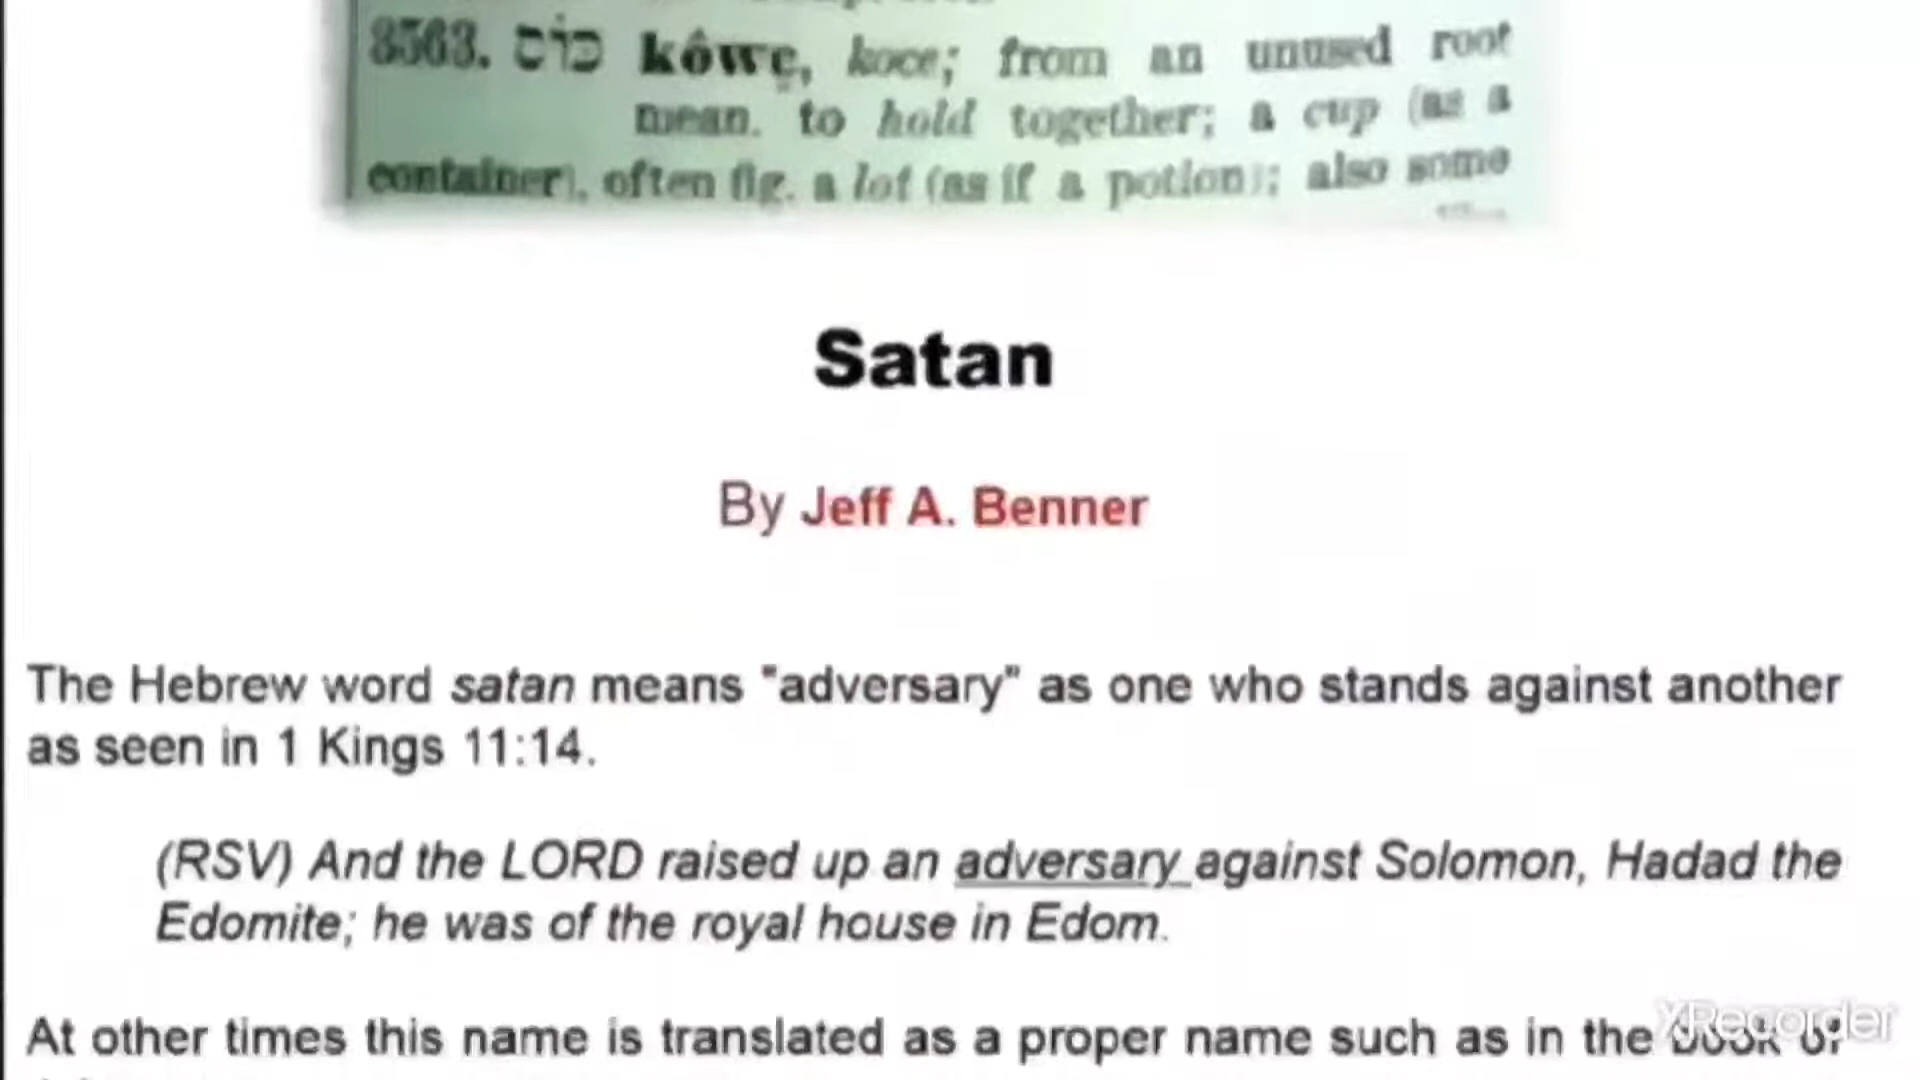 3563. כּוֹס kôwç, koce; from an unused root
mean. to hold together; a cup (as a
container), often fig. a lot (as if a potion); also some
Satan
By Jeff A. Benner
The Hebrew word satan means "adversary" as one who stands against another
as seen in 1 Kings 11:14.
(RSV) And the LORD raised up an adversary against Solomon, Hadad the
Edomite; he was of the royal house in Edom.
At other times this name is translated as a proper name such as in the book of
XRecorder